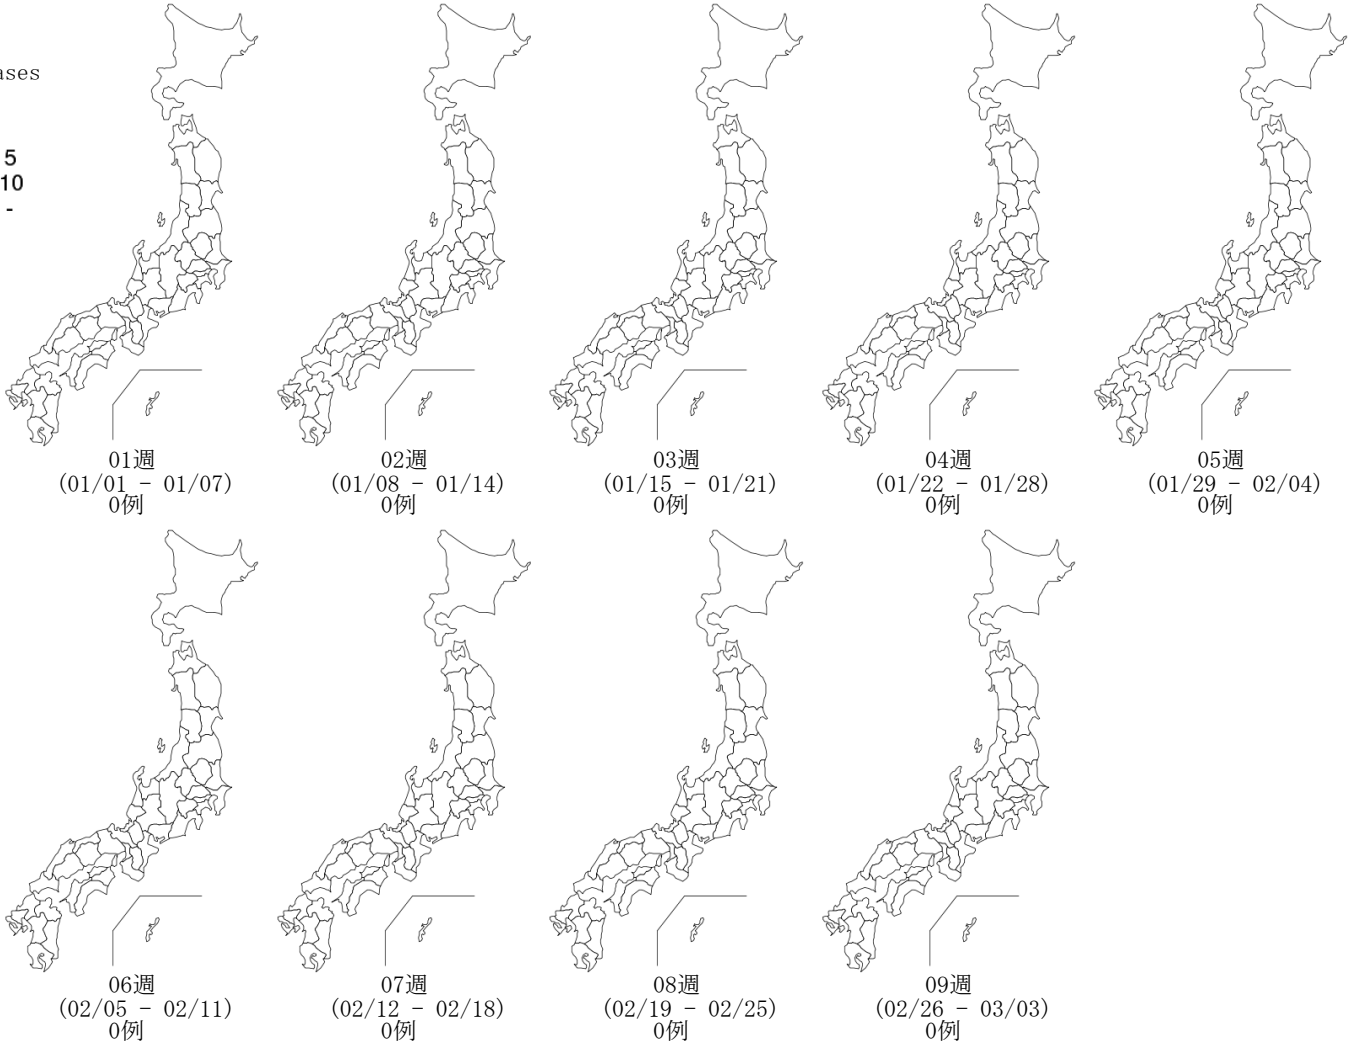 ases
5
10
-
01週
(01/01 - 01/07)
0例
02週
(01/08 - 01/14)
0例
03週
(01/15 - 01/21)
0例
04週
(01/22 - 01/28)
0例
05週
(01/29 - 02/04)
0例
06週
(02/05 - 02/11)
0例
07週
(02/12 - 02/18)
0例
08週
(02/19 - 02/25)
0例
09週
(02/26 - 03/03)
0例